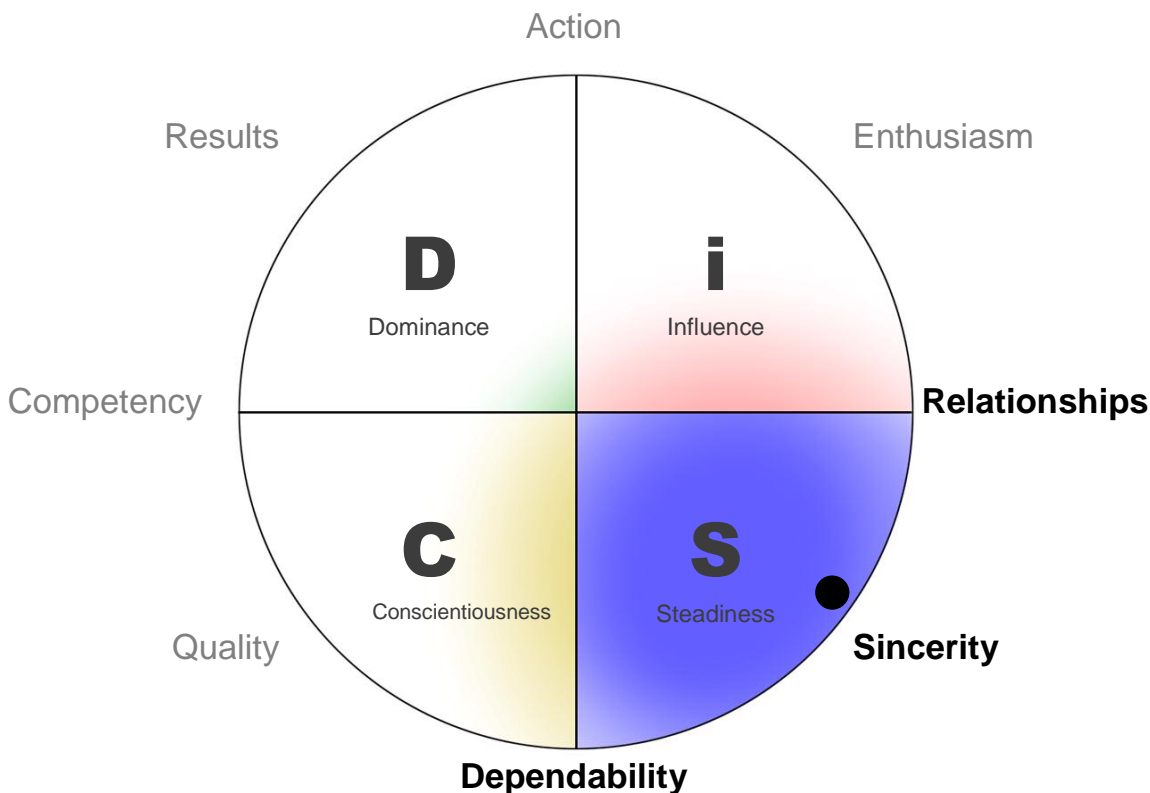 Action
Results
Enthusiasm
D
Dominance
i
Influence
Competency
Relationships
C
Conscientiousness
S
Steadiness
Quality
Sincerity
Dependability